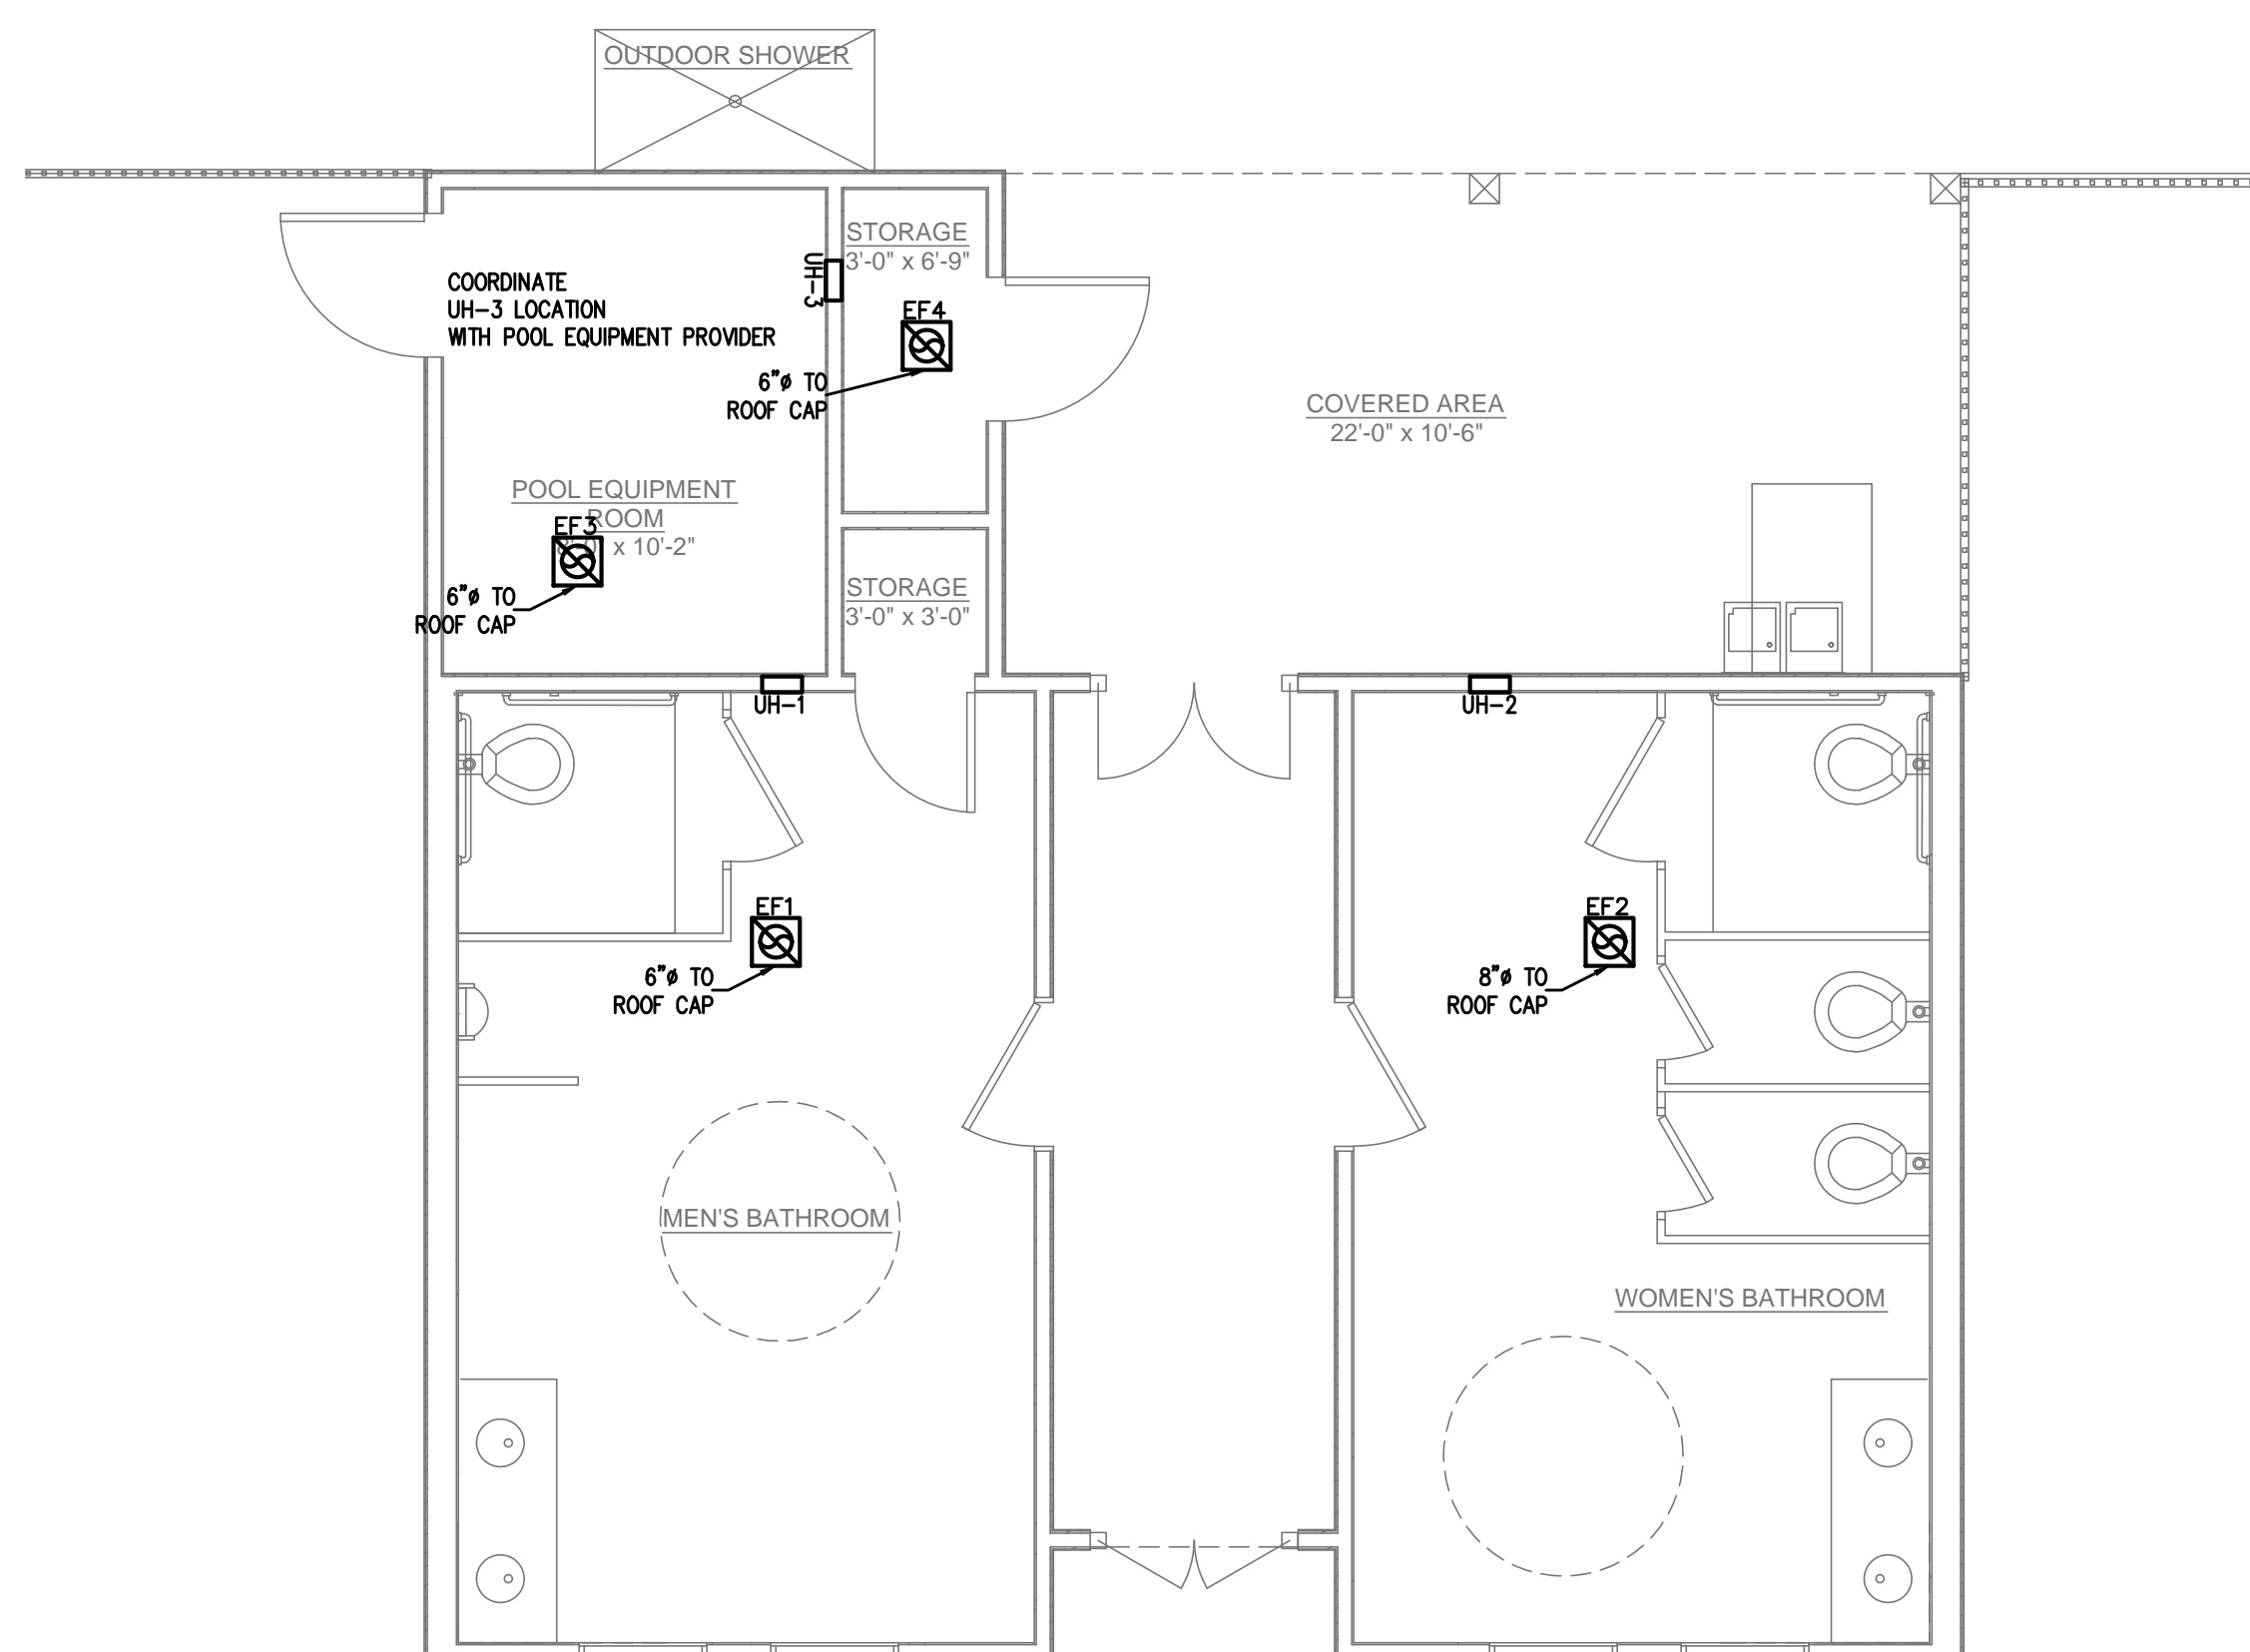 OUTDOOR SHOWER
STORAGE
3'-0" x 6'-9"
UH-3
COORDINATE
UH-3 LOCATION
WITH POOL EQUIPMENT PROVIDER
EF4
6"ø TO
ROOF CAP
COVERED AREA
22'-0" x 10'-6"
POOL EQUIPMENT
ROOM
x 10'-2"
EF3
6"ø TO
ROOF CAP
STORAGE
3'-0" x 3'-0"
UH-1
UH-2
EF1
6"ø TO
ROOF CAP
EF2
8"ø TO
ROOF CAP
MEN'S BATHROOM
WOMEN'S BATHROOM